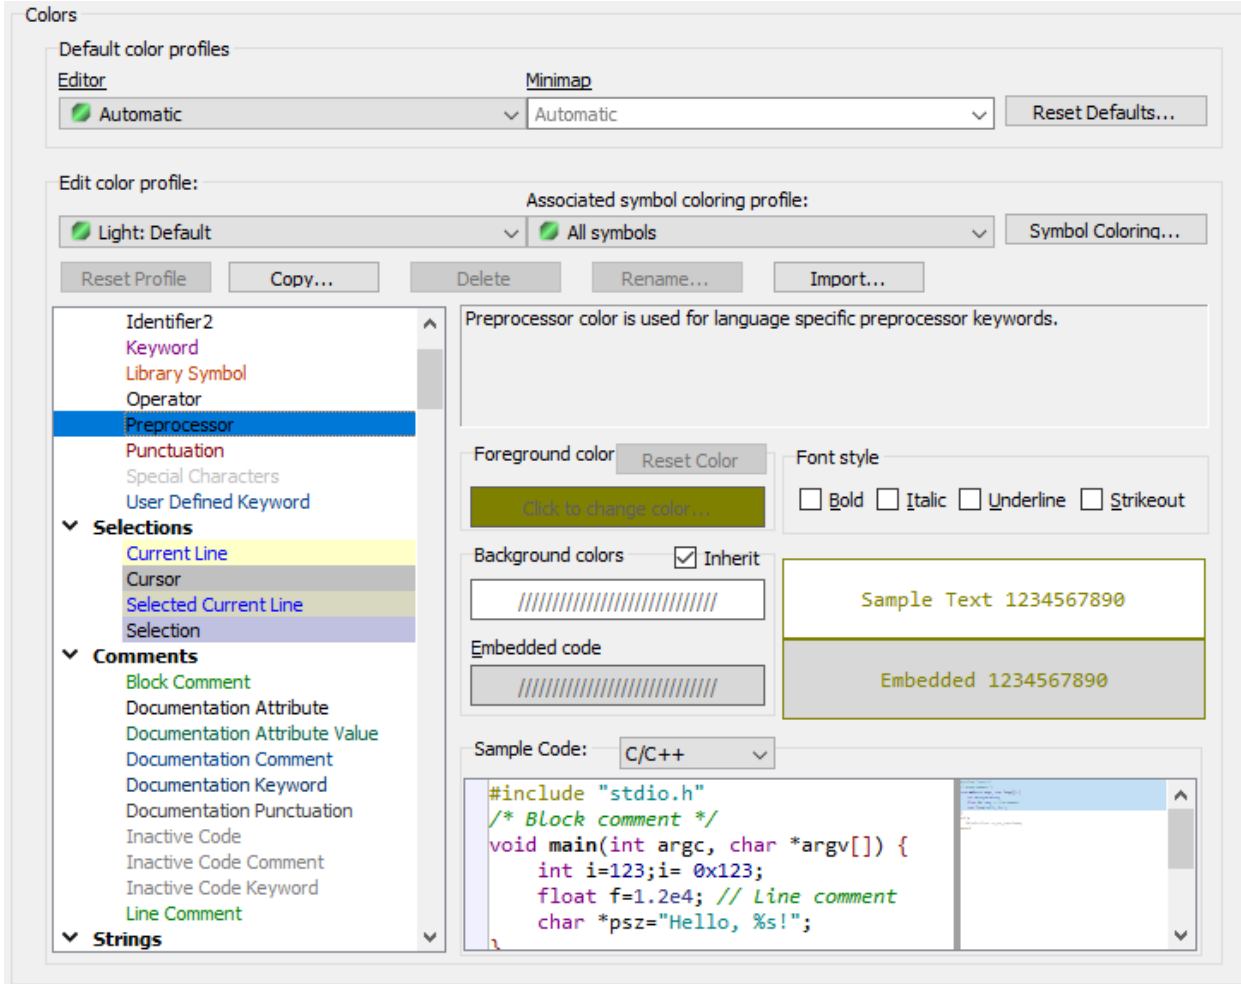 Colors
Default color profiles
Editor
Minimap
Automatic
Automatic
Reset Defaults...
Edit color profile:
Associated symbol coloring profile:
Light: Default
All symbols
Symbol Coloring...
Reset Profile
Copy...
Delete
Rename...
Import...
Identifier2
Keyword
Library Symbol
Operator
Preprocessor
Punctuation
Special Characters
User Defined Keyword
Selections
Current Line
Cursor
Selected Current Line
Selection
Comments
Block Comment
Documentation Attribute
Documentation Attribute Value
Documentation Comment
Documentation Keyword
Documentation Punctuation
Inactive Code
Inactive Code Comment
Inactive Code Keyword
Line Comment
Strings
Preprocessor color is used for language specific preprocessor keywords.
Foreground color
Reset Color
Click to change color...
Font style
Bold
Italic
Underline
Strikeout
Background colors
Inherit
/////////////////////////////
Embedded code
/////////////////////////////
Sample Text 1234567890
Embedded 1234567890
Sample Code:
C/C++
#include "stdio.h"
/* Block comment */
void main(int argc, char *argv[]) {
int i=123;i= 0x123;
float f=1.2e4; // Line comment
char *psz="Hello, %s!";
}